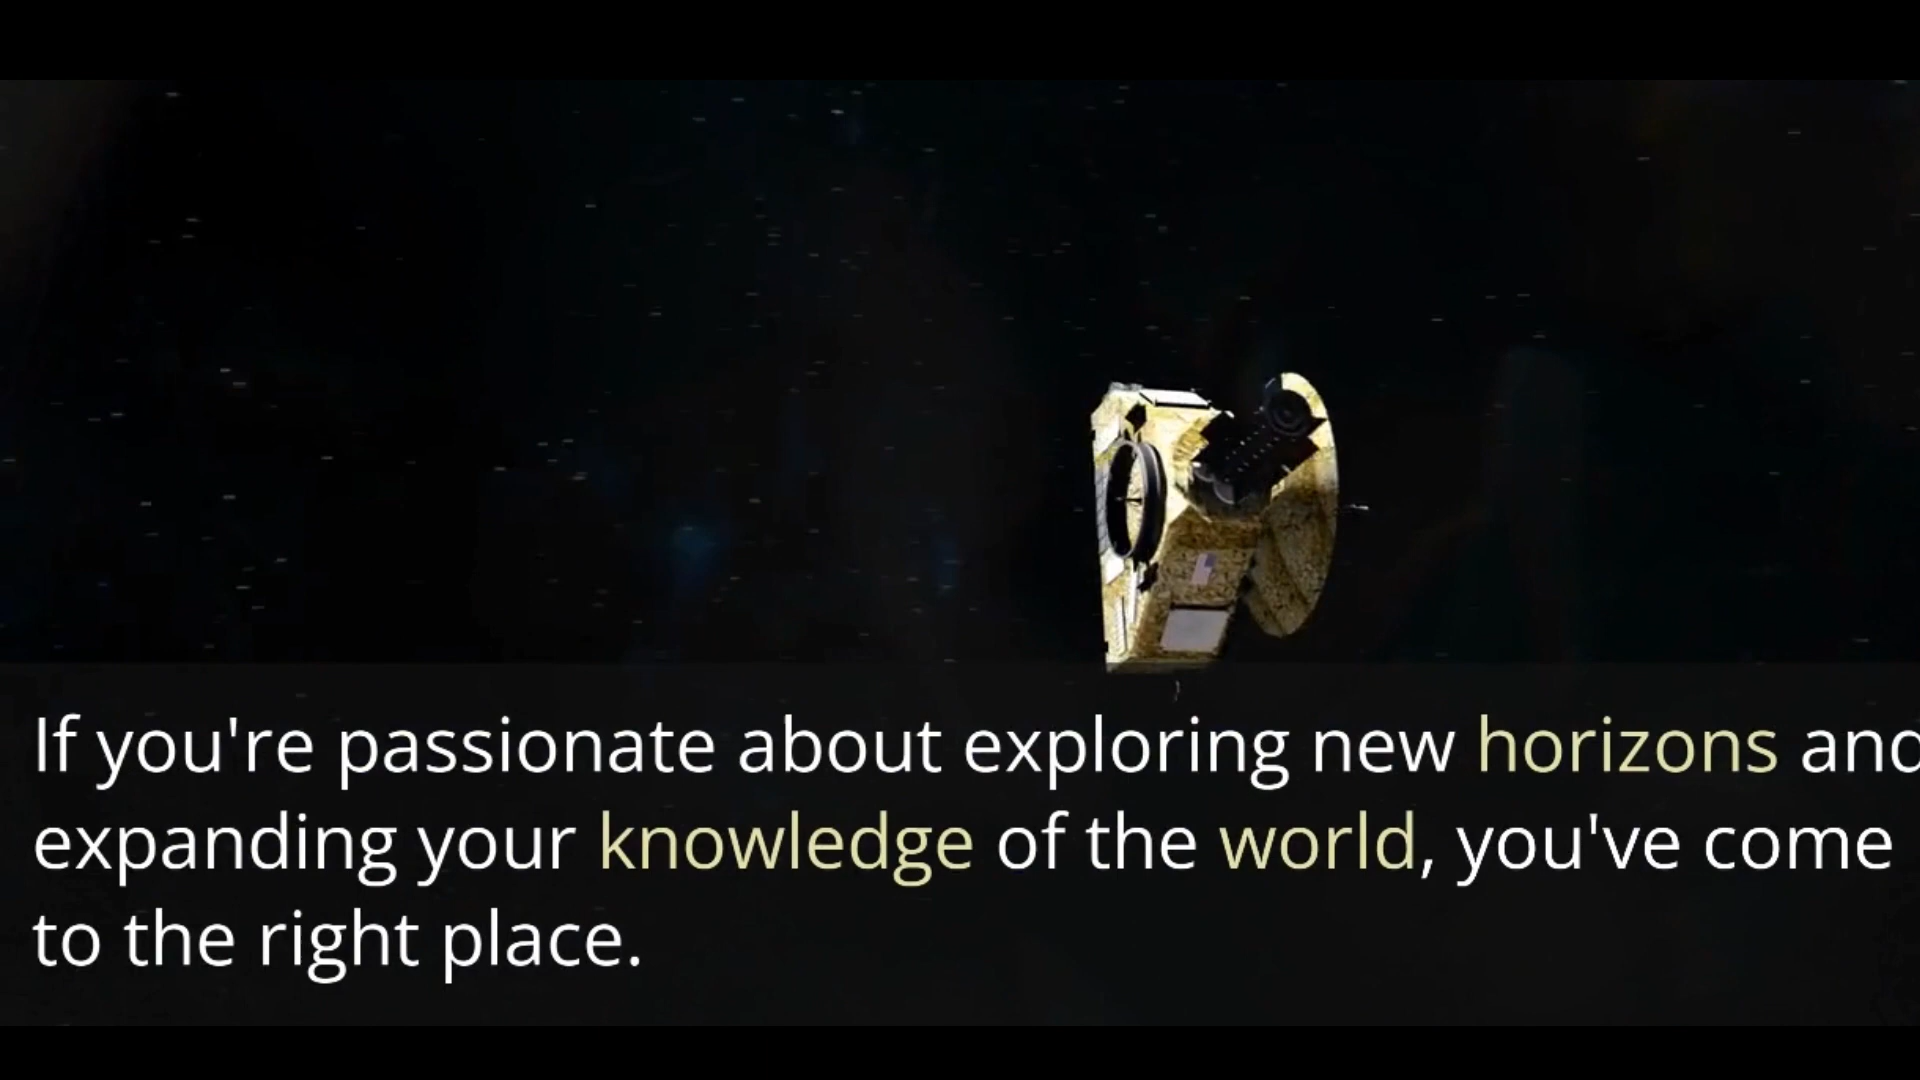 If you're passionate about exploring new horizons and
expanding your knowledge of the world, you've come
to the right place.